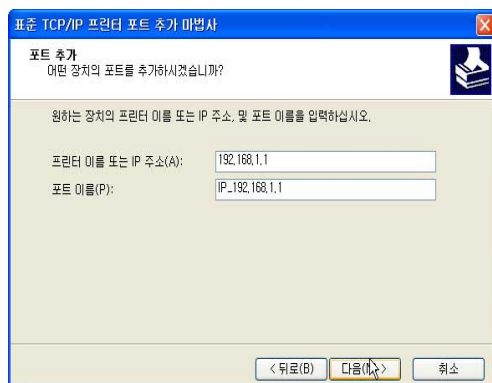 표준 TCP/IP 프린터 포트 추가 마법사
포트 추가
어떤 장치의 포트를 추가하시겠습니까?
원하는 장치의 프린터 이름 또는 IP 주소, 및 포트 이름을 입력하십시오.
프린터 이름 또는 IP 주소(A): 192,168,1,1
포트 이름(P): IP_192,168,1,1
< 뒤로(B) 다음(N) > 취소